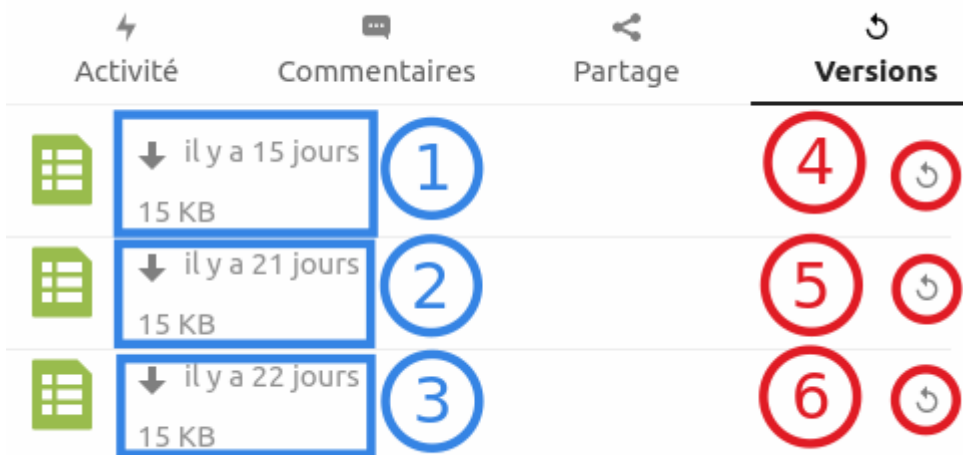 Activité Commentaires Partage Versions
il y a 15 jours 1 4
15 KB
il y a 21 jours 2 5
15 KB
il y a 22 jours 3 6
15 KB